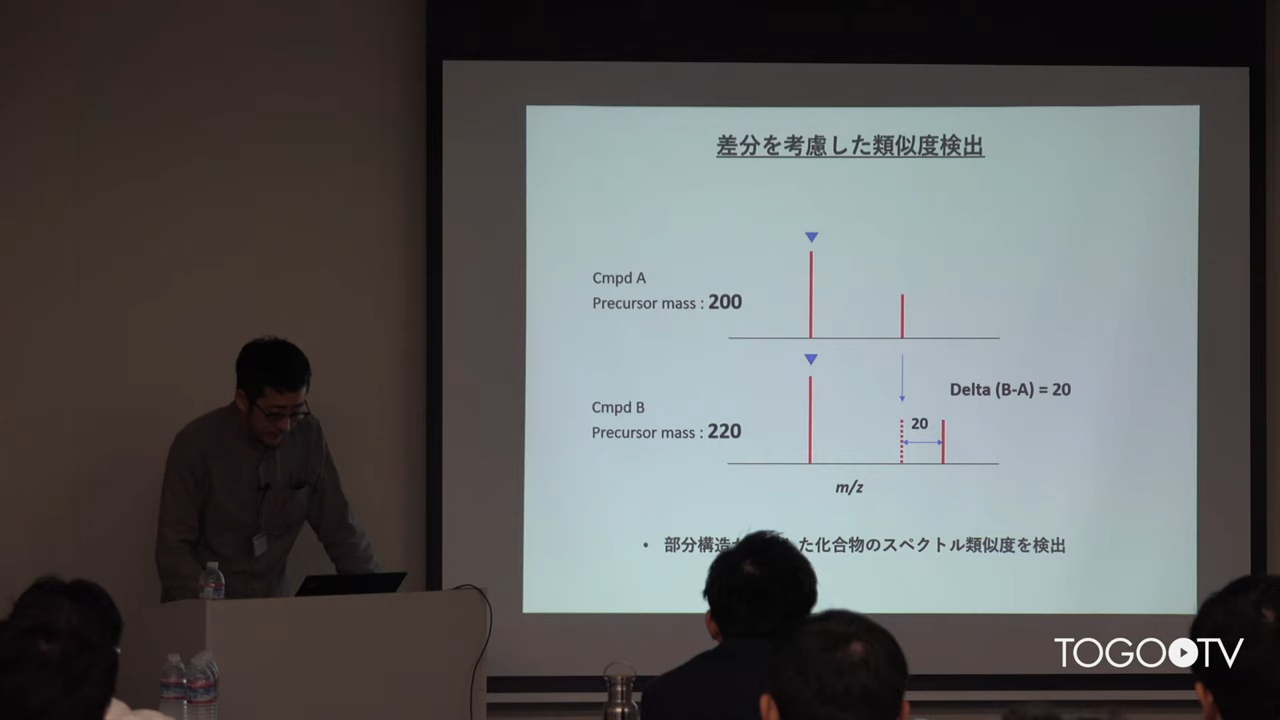 差分を考慮した類似度検出
Cmpd A
Precursor mass : 200
Delta (B-A) = 20
Cmpd B
Precursor mass : 220
20
m/z
• 部分構造 た化合物のスペクトル類似度を検出
TOGOTV